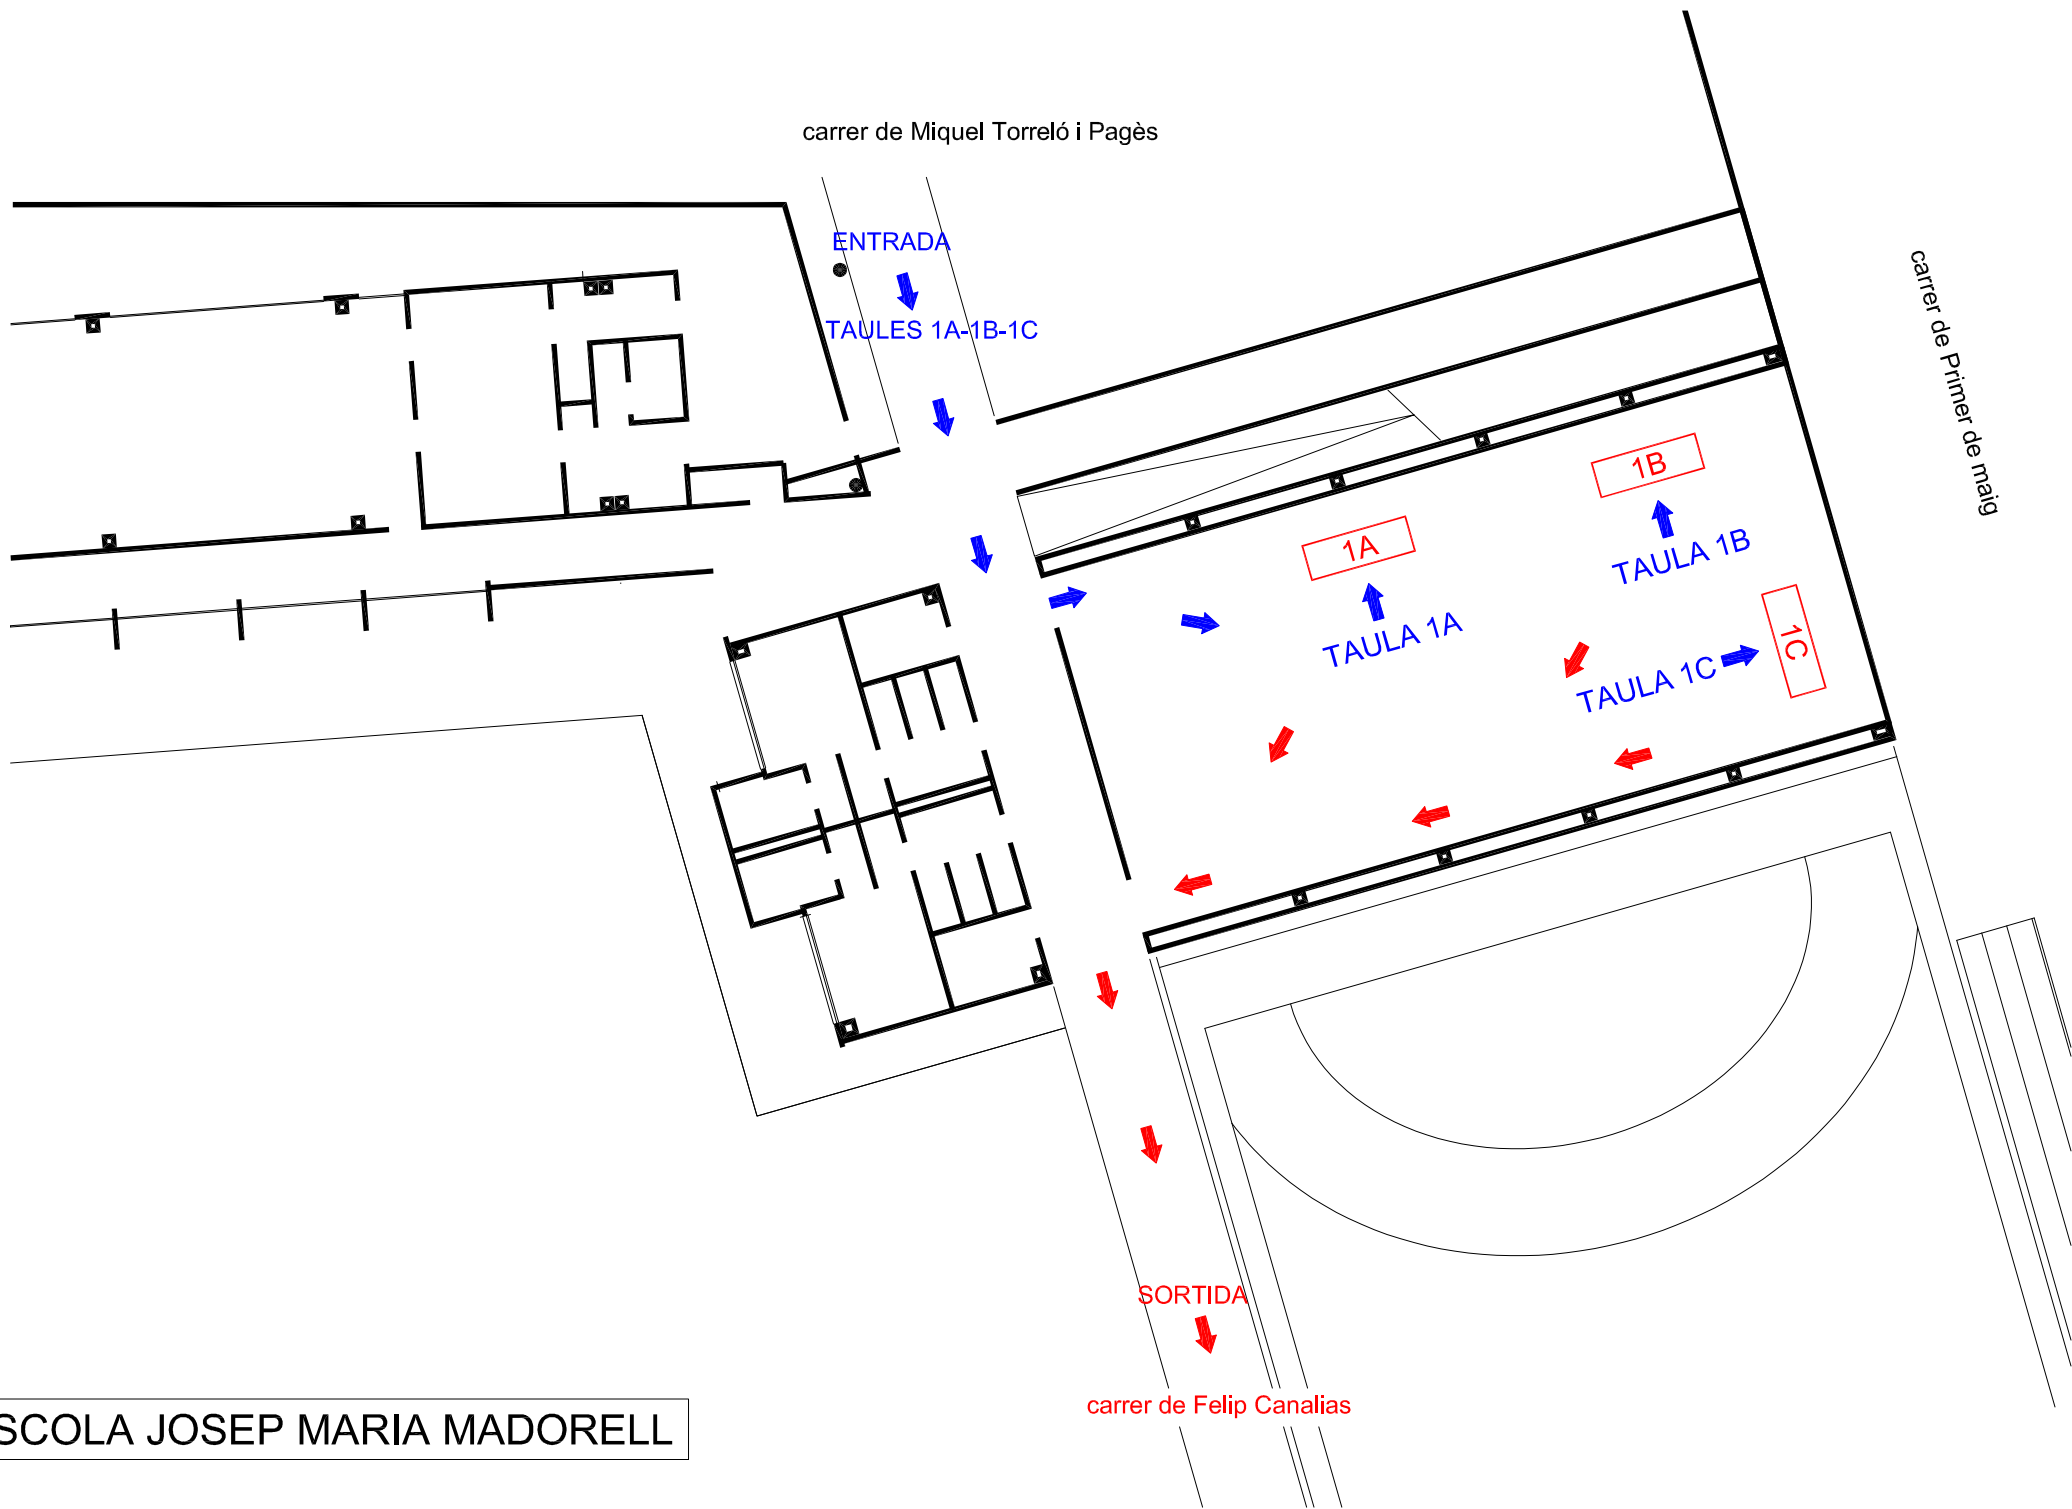 carrer de Miquel Torreló i Pagès
ENTRADA
TAULES 1A-1B-1C
carrer de Primer de maig
1B
TAULA 1B
1A
TAULA 1A
1C
TAULA 1C
SORTIDA
carrer de Felip Canalias
SCOLA JOSEP MARIA MADORELL